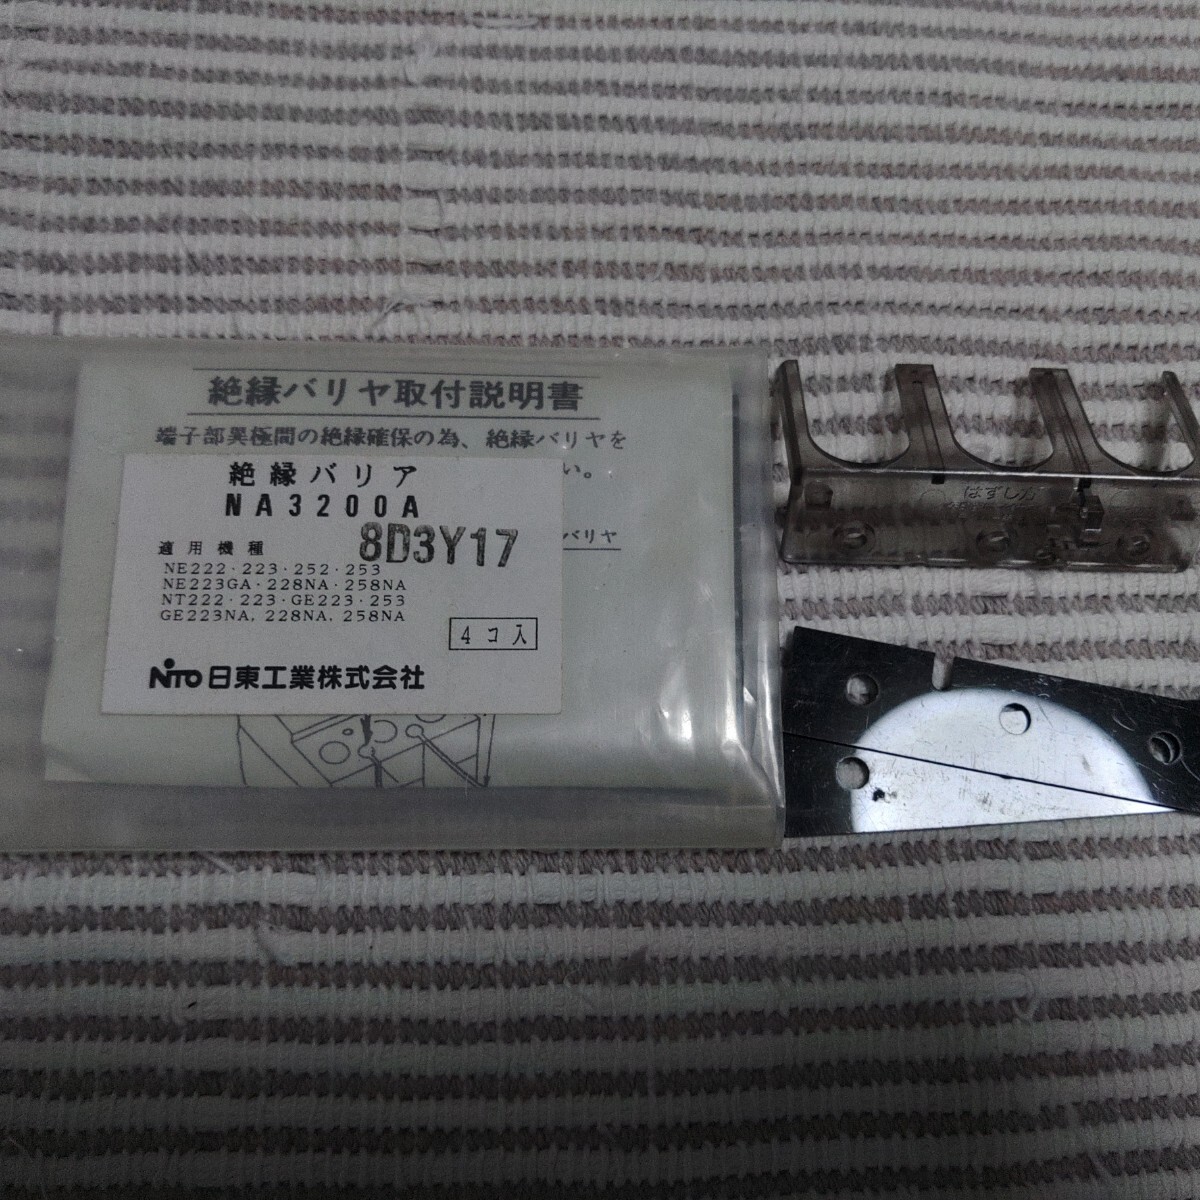 絶縁バリヤ取付説明書
端子部異極間の絶縁確保の為、絶縁バリヤを
い。
バリヤ
絶縁バリア
NA3200A
8D3Y17
適用機種
NE222・223・252・253
NE223GA・228NA・258NA
NT222・223・GE223・253
GE223NA, 228NA, 258NA
4コ入
NITO 日東工業株式会社
はずし方